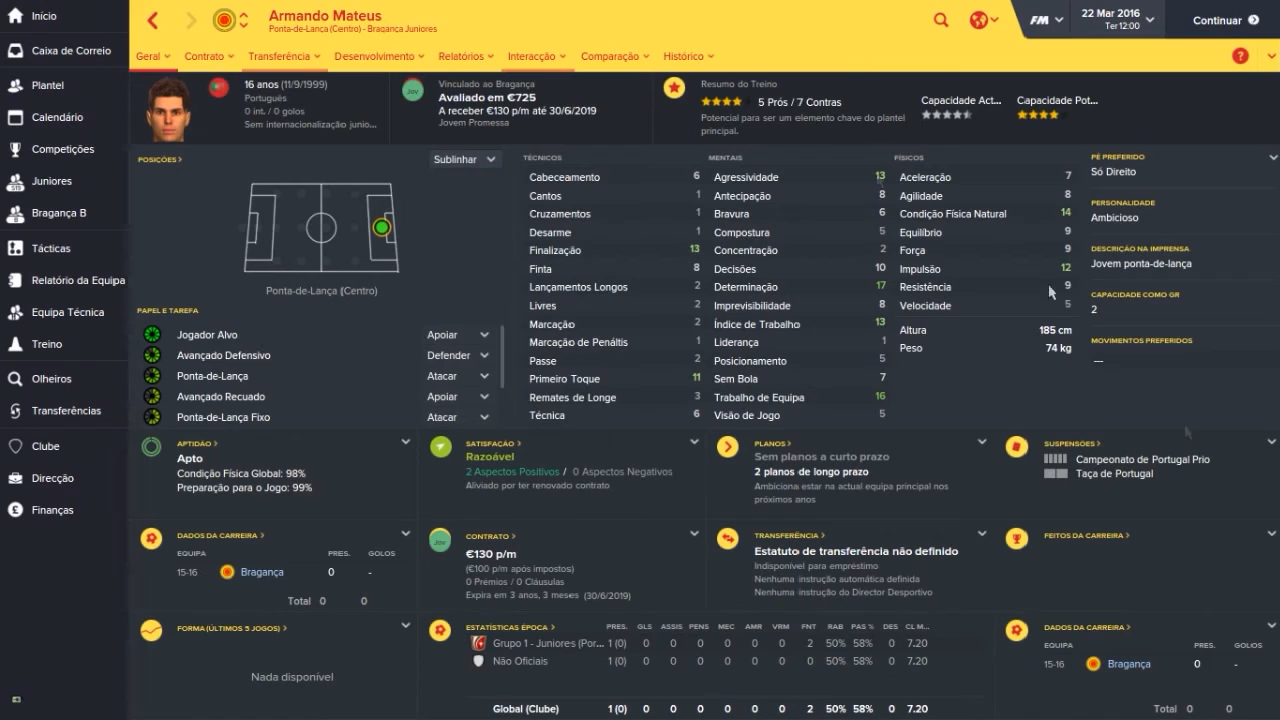 Início
Caixa de Correio
Plantel
Calendário
Competições
Juniores
Bragança B
Tácticas
Relatório da Equipa
Equipa Técnica
Treino
Olheiros
Transferências
Clube
Direcção
Finanças
Armando Mateus
Ponta-de-Lança (Centro) - Bragança Juniores
FM
22 Mar 2016
Ter 12:00
Continuar
Geral Contrato Transferência Desenvolvimento Relatórios Interacção Comparação Histórico
?
16 anos (11/9/1999)
Português
0 int. / 0 golos
Sem internacionalização junio...
Jov
Vinculado ao Bragança
Avaliado em €725
A receber €130 p/m até 30/6/2019
Jovem Promessa
Resumo do Treino
5 Prós / 7 Contras
Potencial para ser um elemento chave do plantel
principal.
Capacidade Act...
Capacidade Pot...
POSIÇÕES >
Sublinhar
Ponta-de-Lança (Centro)
PAPEL E TAREFA
Jogador Alvo Apoiar
Avançado Defensivo Defender
Ponta-de-Lança Atacar
Avançado Recuado Apoiar
Ponta-de-Lança Fixo Atacar
TÉCNICOS
Cabeceamento 6
Cantos 1
Cruzamentos 1
Desarme 1
Finalização 13
Finta 8
Lançamentos Longos 2
Livres 2
Marcação 2
Marcação de Penáltis 1
Passe 2
Primeiro Toque 11
Remates de Longe 3
Técnica 6
MENTAIS
Agressividade 13
Antecipação 8
Bravura 6
Compostura 5
Concentração 2
Decisões 10
Determinação 17
Imprevisibilidade 8
Índice de Trabalho 13
Liderança 1
Posicionamento 5
Sem Bola 7
Trabalho de Equipa 16
Visão de Jogo 5
FÍSICOS
Aceleração 7
Agilidade 8
Condição Física Natural 14
Equilíbrio 9
Força 9
Impulsão 12
Resistência 9
Velocidade 5
Altura 185 cm
Peso 74 kg
PÉ PREFERIDO
Só Direito
PERSONALIDADE
Ambicioso
DESCRIÇÃO NA IMPRENSA
Jovem ponta-de-lança
CAPACIDADE COMO GR
2
MOVIMENTOS PREFERIDOS
---
APTIDÃO >
Apto
Condição Física Global: 98%
Preparação para o Jogo: 99%
SATISFAÇÃO >
Razoável
2 Aspectos Positivos / 0 Aspectos Negativos
Aliviado por ter renovado contrato
PLANOS >
Sem planos a curto prazo
2 planos de longo prazo
Ambiciona estar na actual equipa principal nos
próximos anos
SUSPENSÕES >
Campeonato de Portugal Prio
Taça de Portugal
DADOS DA CARREIRA >
EQUIPA PRES. GOLOS
15-16 Bragança 0 -
Total 0 0
Jov
CONTRATO >
€130 p/m
(€100 p/m após impostos)
0 Prémios / 0 Cláusulas
Expira em 3 anos, 3 meses (30/6/2019)
TRANSFERÊNCIA >
Estatuto de transferência não definido
Indisponível para empréstimo
Nenhuma instrução automática definida
Nenhuma instrução do Director Desportivo
FEITOS DA CARREIRA >
FORMA (ÚLTIMOS 5 JOGOS) >
Nada disponível
ESTATÍSTICAS ÉPOCA > PRES. GLS ASSIS PENS MEC AMR VRM FNT RAB PAS % DES CL M...
Grupo 1 - Juniores (Por... 1 (0) 0 0 0 0 0 0 2 50% 58% 0 7.20
Não Oficiais 1 (0) 0 0 0 0 0 0 0 50% 58% 0 7.20
Global (Clube) 1 (0) 0 0 0 0 0 0 2 50% 58% 0 7.20
DADOS DA CARREIRA >
EQUIPA PRES. GOLOS
15-16 Bragança 0 -
Total 0 0